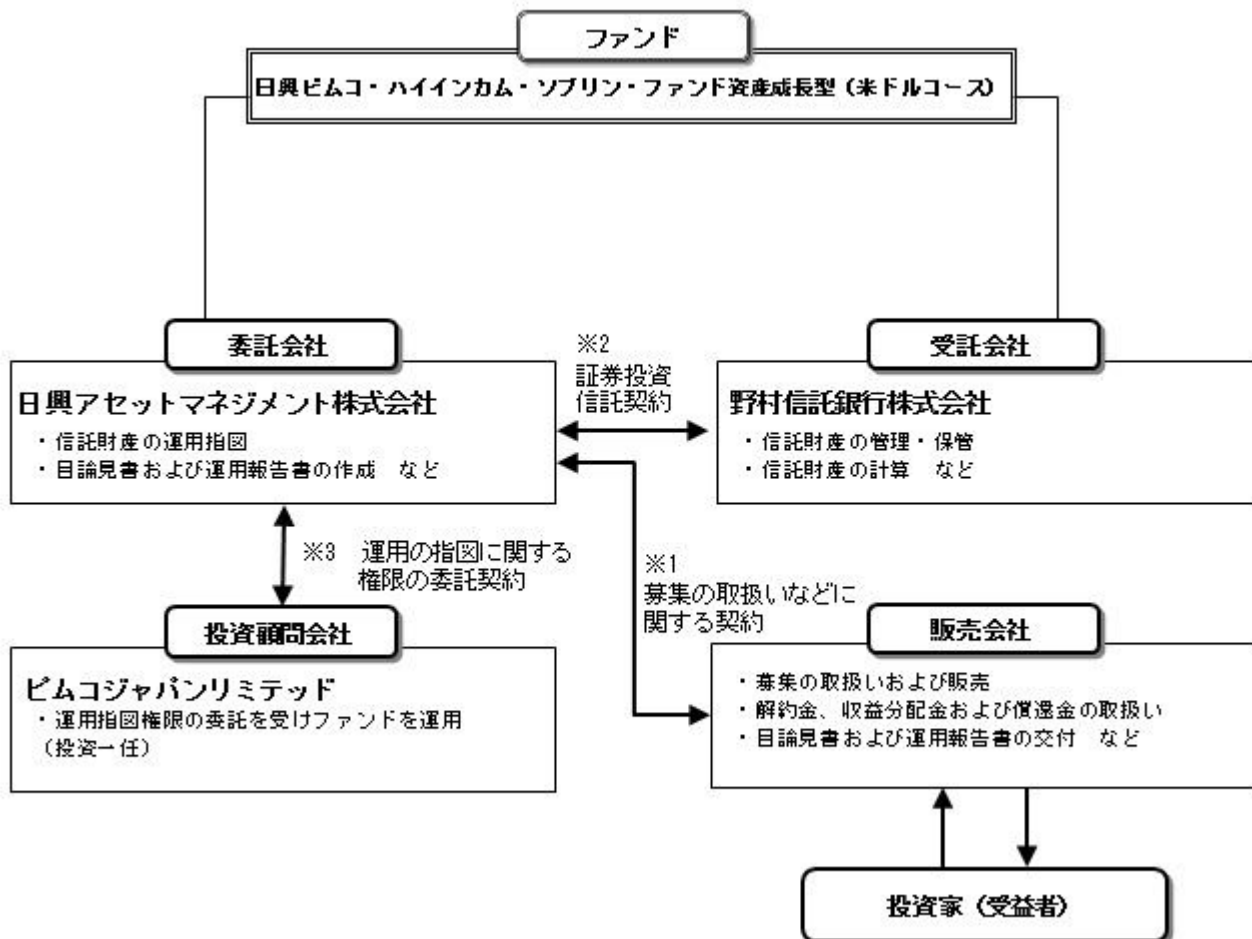 ファンド
日興ピムコ・ハイインカム・ソブリン・ファンド資産成長型（米ドルコース）
委託会社
日興アセットマネジメント株式会社
・信託財産の運用指図
・目論見書および運用報告書の作成　など
※2
証券投資
信託契約
受託会社
野村信託銀行株式会社
・信託財産の管理・保管
・信託財産の計算　など
※3　運用の指図に関する
権限の委託契約
※1
募集の取扱いなどに
関する契約
投資顧問会社
ピムコジャパンリミテッド
・運用指図権限の委託を受けファンドを運用
（投資一任）
販売会社
・募集の取扱いおよび販売
・解約金、収益分配金および償還金の取扱い
・目論見書および運用報告書の交付　など
投資家（受益者）